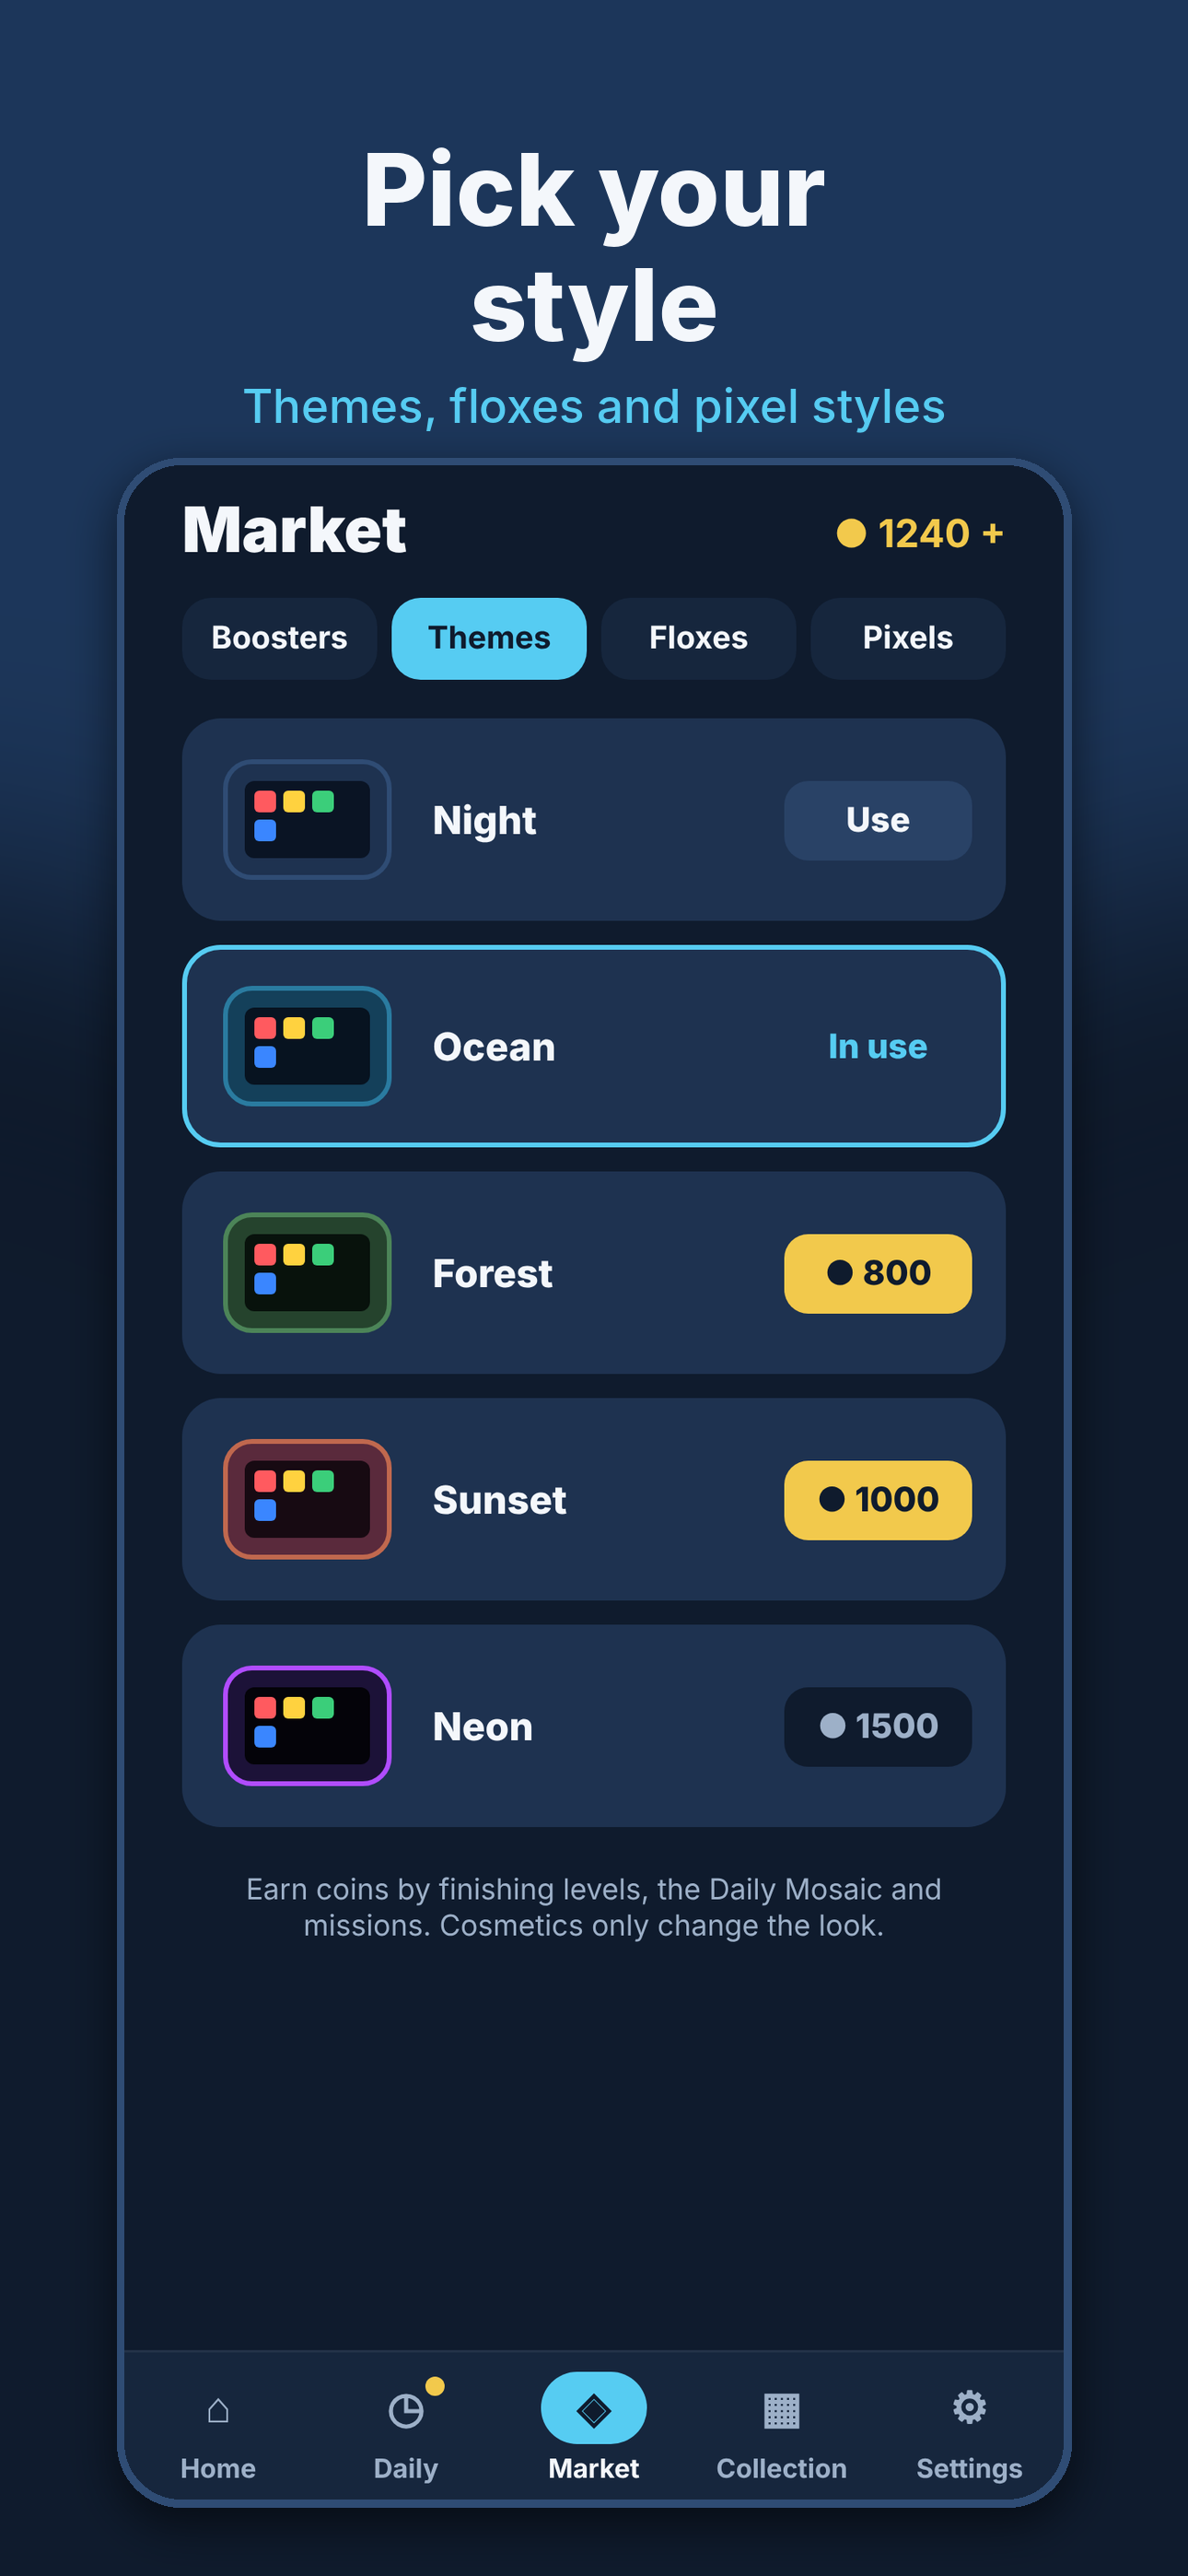 Pick your
style
Themes, floxes and pixel styles
Market
1240 +
Boosters
Themes
Floxes
Pixels
Night
Use
Ocean
In use
Forest
800
Sunset
1000
Neon
1500
Earn coins by finishing levels, the Daily Mosaic and
missions. Cosmetics only change the look.
Home
Daily
Market
Collection
Settings